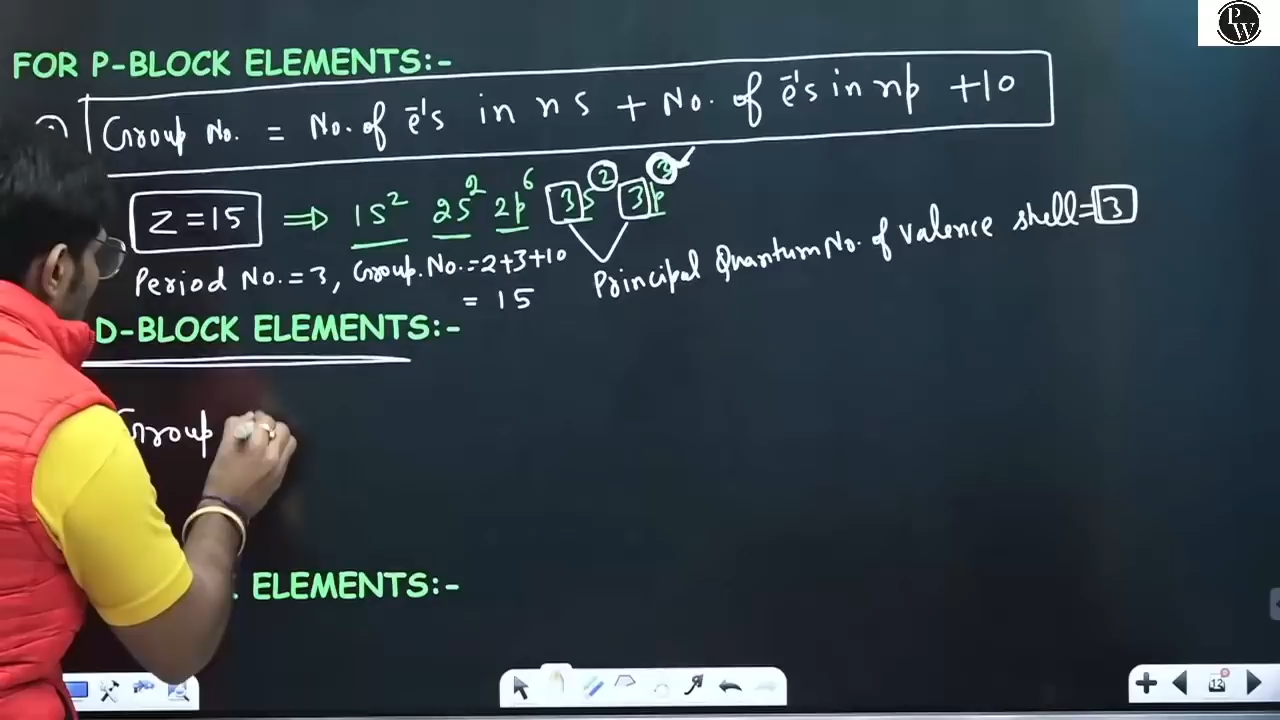 PW
FOR P-BLOCK ELEMENTS:-
Group No. = No. of e⁻'s in ns + No. of e⁻'s in np +10
Z=15 ⇒ 1s² 2s² 2p⁶ 3s² 3p³
Period No. = 3, Group. No. = 2+3+10
= 15
Principal Quantum No. of valence shell = 3
D-BLOCK ELEMENTS:-
Group
ELEMENTS:-
12